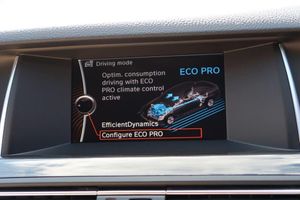 Driving mode
Optim. consumption
driving with ECO
PRO climate control
active
ECO PRO
EfficientDynamics
Configure ECO PRO